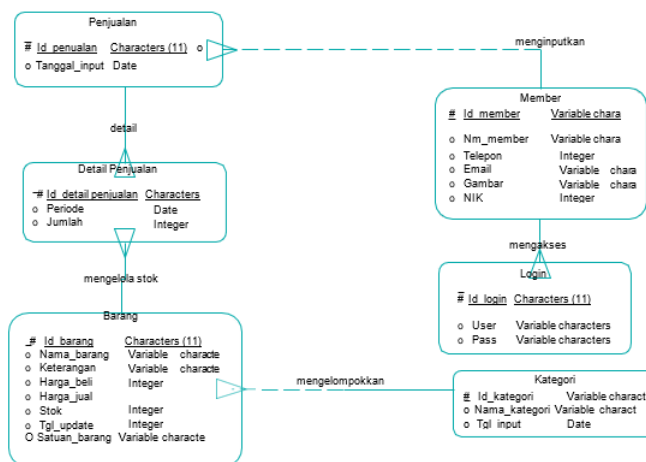 Penjualan
# Id_penualan Characters (11) o
o Tanggal_input Date
menginputkan
detail
Member
# Id_member Variable chara
o Nm_member Variable chara
o Telepon Integer
o Email Variable chara
o Gambar Variable chara
o NIK Integer
Detail Penjualan
# Id_detail penjualan Characters
o Periode Date
o Jumlah Integer
mengakses
Login
# Id_login Characters (11)
o User Variable characters
o Pass Variable characters
mengelola stok
Barang
# Id_barang Characters (11)
o Nama_barang Variable characte
o Keterangan Variable characte
o Harga_beli Integer
o Harga_jual
o Stok Integer
o Tgl_update Integer
O Satuan_barang Variable characte
mengelompokkan
Kategori
# Id_kategori Variable charact
o Nama_kategori Variable charact
o Tgl_input Date